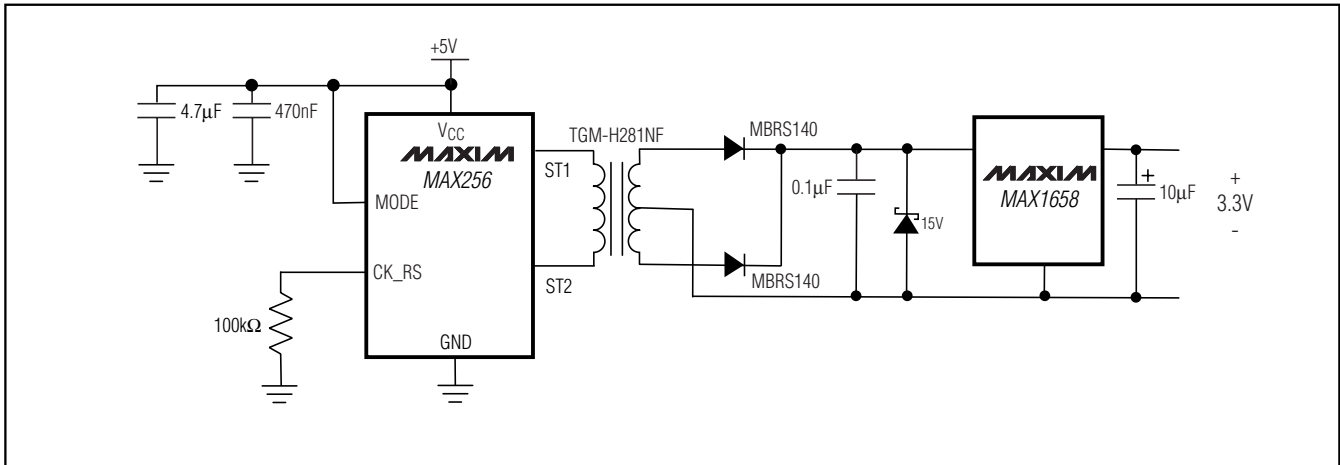 +5V
4.7µF
470nF
VCC
MAXIM
MAX256
MODE
CK_RS
GND
100kΩ
ST1
ST2
TGM-H281NF
MBRS140
MBRS140
0.1µF
15V
MAXIM
MAX1658
+
10µF
+
3.3V
-